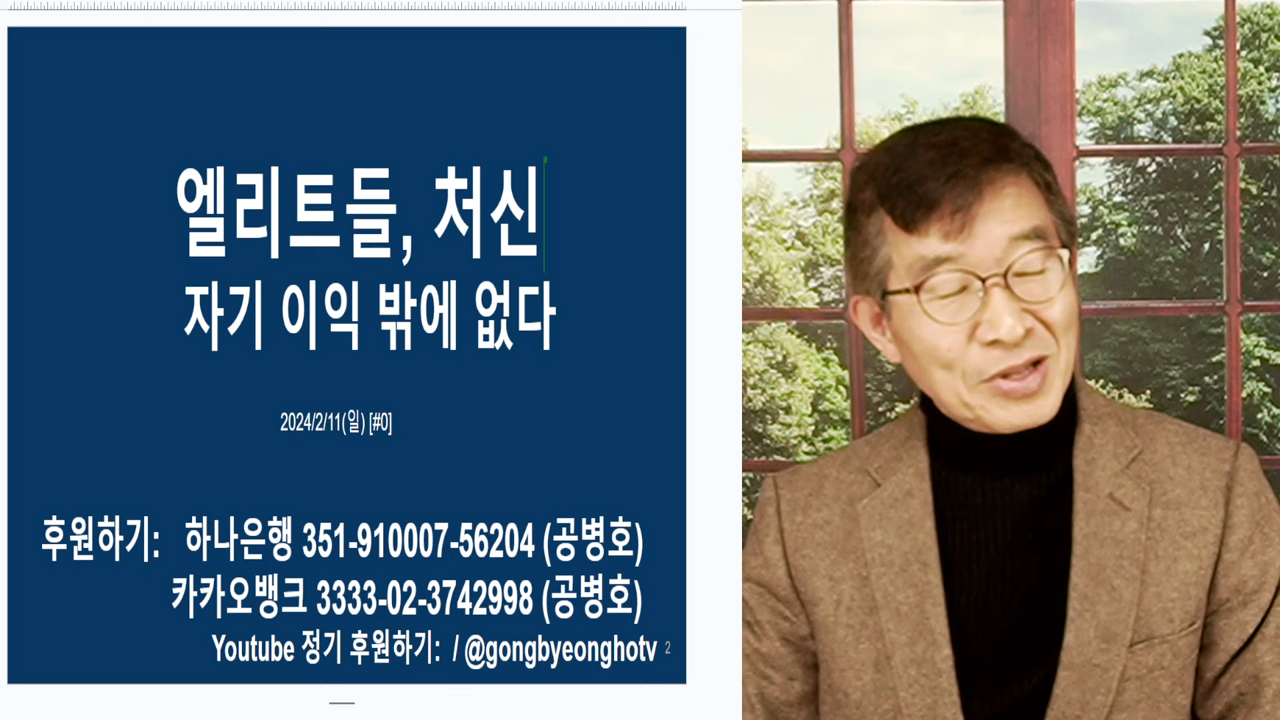 엘리트들, 처신
자기 이익 밖에 없다
2024/2/11(일) [#0]
후원하기: 하나은행 351-910007-56204 (공병호)
카카오뱅크 3333-02-3742998 (공병호)
Youtube 정기 후원하기: / @gongbyeonghotv
2